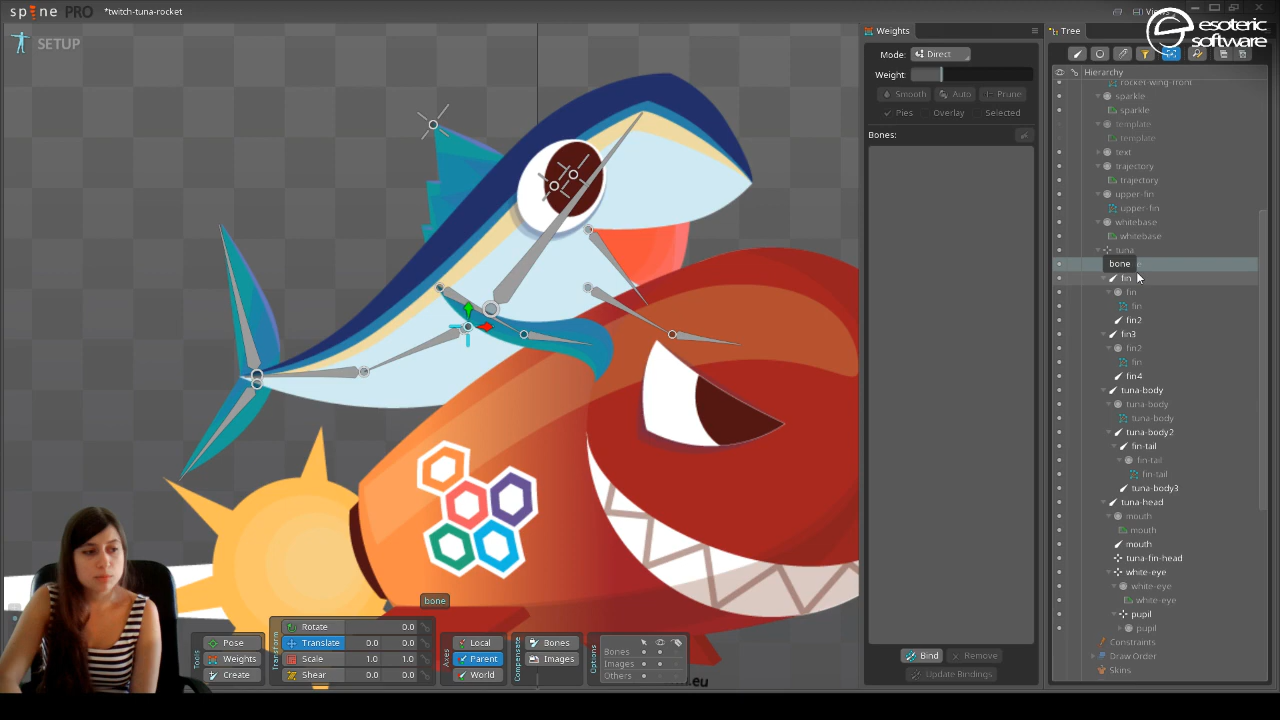 spine PRO
*twitch-tuna-rocket
Views
SETUP
esoteric
software
Weights
Mode:
Direct
Weight:
Smooth
Auto
Prune
Pies
Overlay
Selected
Bones:
Bind
Remove
Update Bindings
Tree
Hierarchy
rocket-wing-front
sparkle
sparkle
template
template
text
trajectory
trajectory
upper-fin
upper-fin
whitebase
whitebase
tuna
bone
fin
fin
fin
fin2
fin3
fin2
fin
fin4
tuna-body
tuna-body
tuna-body
tuna-body2
fin-tail
fin-tail
fin-tail
tuna-body3
tuna-head
mouth
mouth
mouth
tuna-fin-head
white-eye
white-eye
white-eye
pupil
pupil
Constraints
Draw Order
Skins
bone
Tools
Pose
Weights
Create
Transform
Rotate 0.0
Translate 0.0 0.0
Scale 1.0 1.0
Shear 0.0 0.0
Axes
Local
Parent
World
Compensate
Bones
Images
Options
Bones
Images
Others
.eu